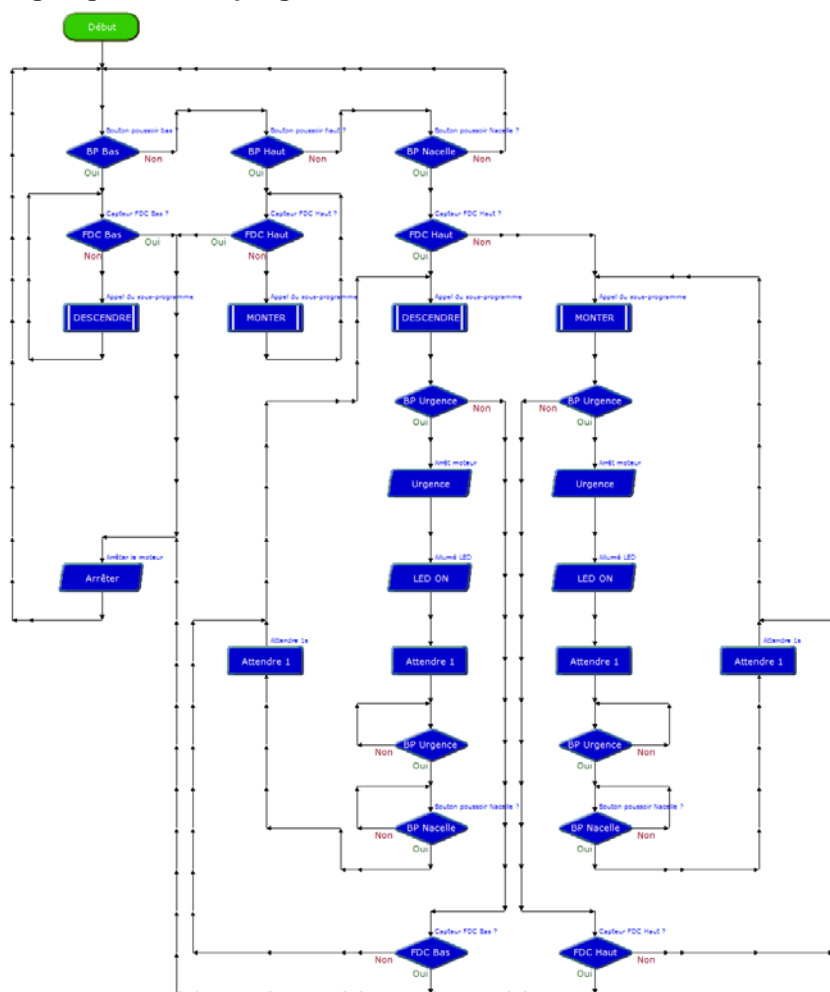 Début
Bouton poussoir bas ?
Bouton poussoir haut ?
Bouton poussoir Nacelle ?
BP Bas
Non
BP Haut
Non
BP Nacelle
Non
Oui
Oui
Oui
Capteur FDC Bas ?
Capteur FDC Haut ?
Capteur FDC Haut ?
FDC Bas
Oui
Oui
FDC Haut
FDC Haut
Non
Non
Non
Oui
Appel du sous-programme
Appel du sous-programme
Appel du sous-programme
Appel du sous-programme
DESCENDRE
MONTER
DESCENDRE
MONTER
BP Urgence
Non
Non
BP Urgence
Oui
Oui
Arrêt moteur
Arrêt moteur
Urgence
Urgence
Arrêter le moteur
Allumé LED
Allumé LED
Arrêter
LED ON
LED ON
Attendre 1s
Attendre 1s
Attendre 1
Attendre 1
Attendre 1
Attendre 1
BP Urgence
BP Urgence
Non
Non
Oui
Oui
Bouton poussoir Nacelle ?
Bouton poussoir Nacelle ?
BP Nacelle
BP Nacelle
Non
Non
Oui
Oui
Capteur FDC Bas ?
Capteur FDC Haut ?
FDC Bas
FDC Haut
Non
Non
Oui
Oui